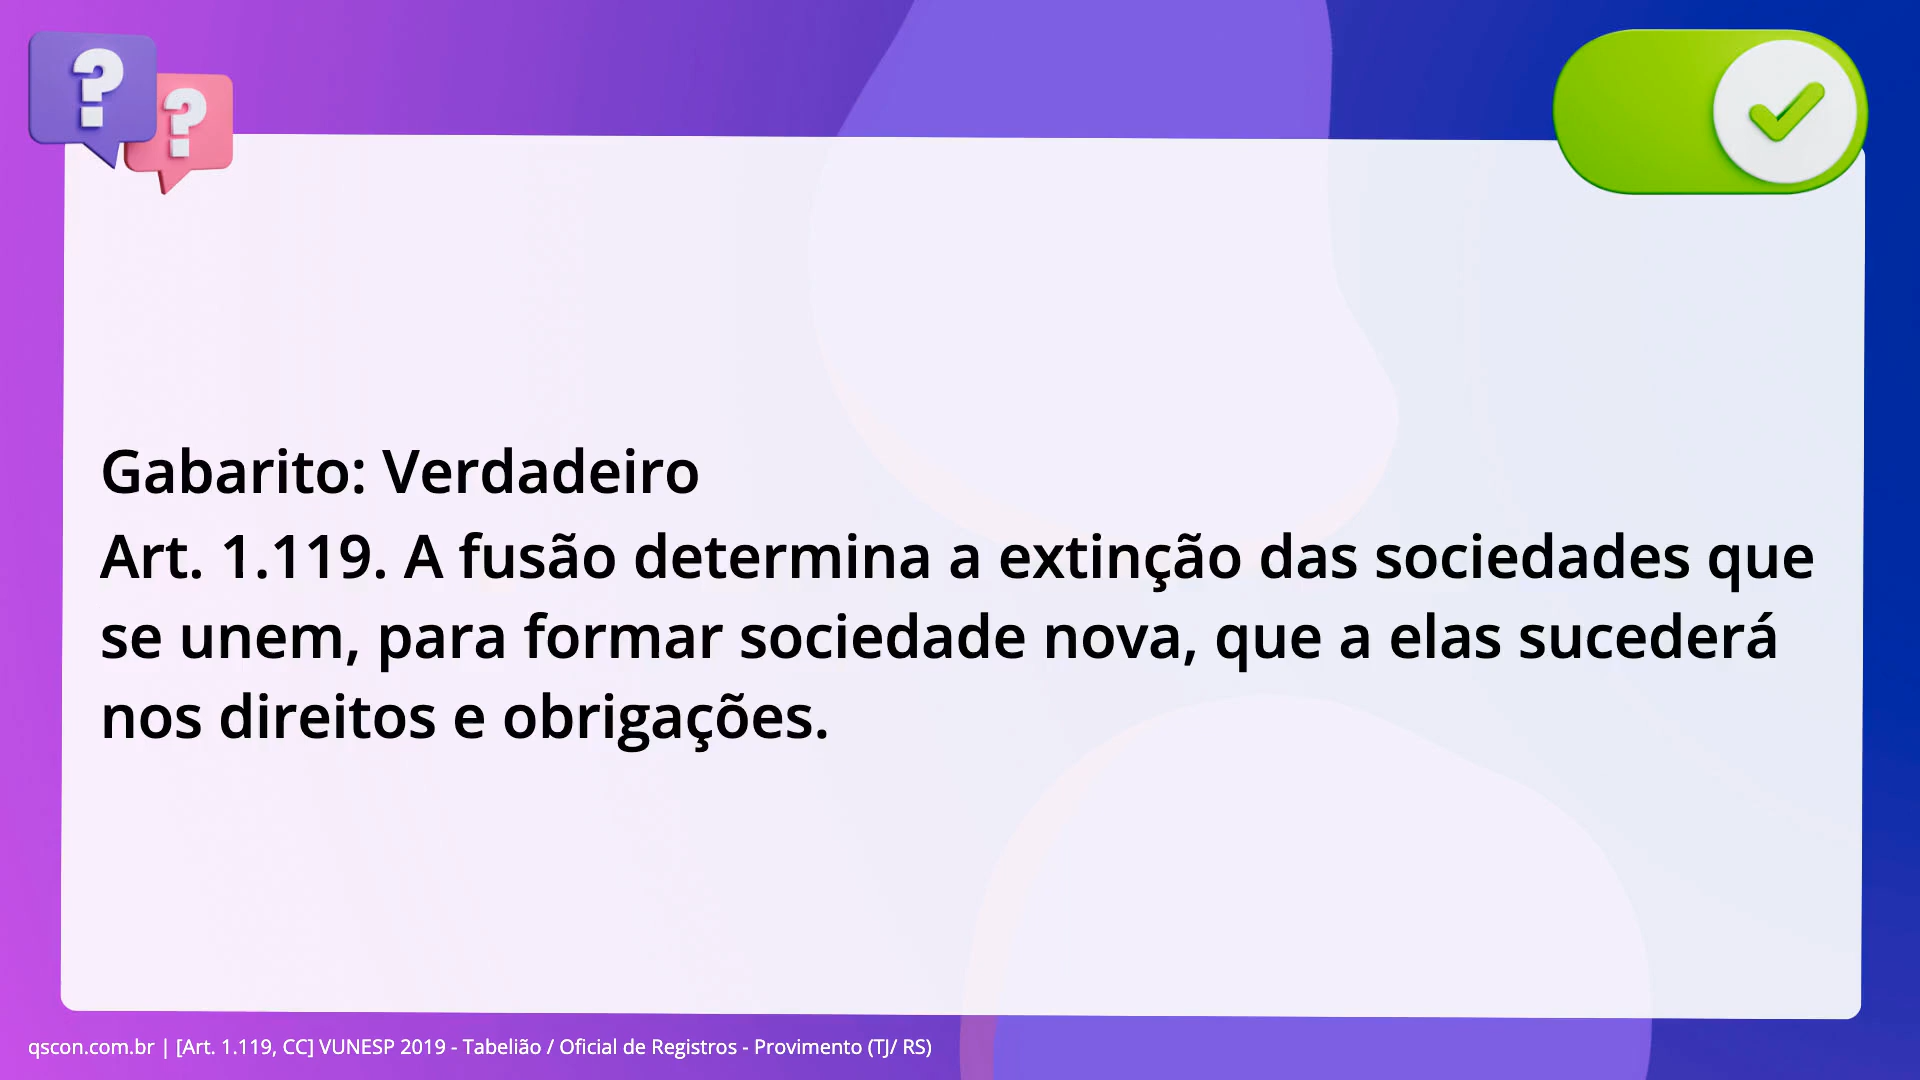 Gabarito: Verdadeiro
Art. 1.119. A fusão determina a extinção das sociedades que
se unem, para formar sociedade nova, que a elas sucederá
nos direitos e obrigações.
qscon.com.br | [Art. 1.119, CC] VUNESP 2019 - Tabelião / Oficial de Registros - Provimento (TJ/ RS)